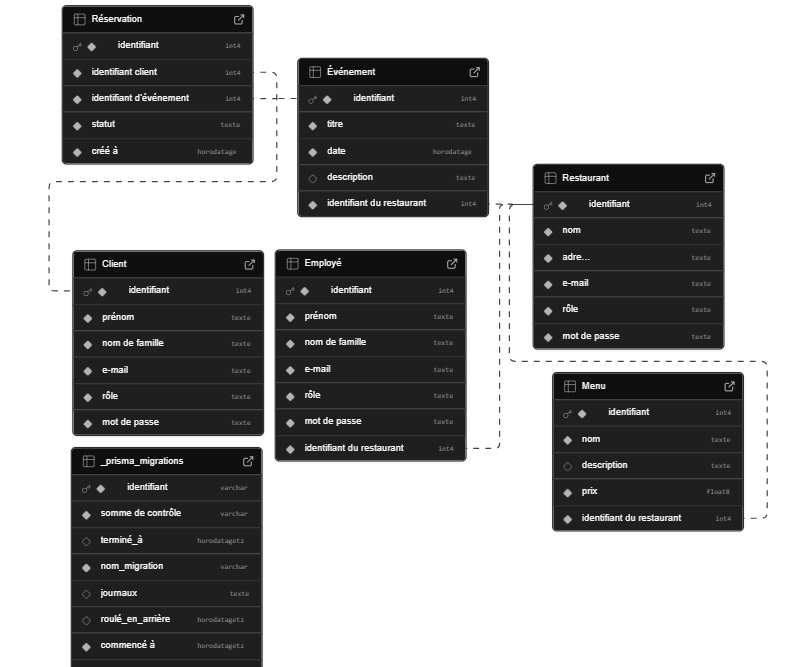 Réservation
identifiant int4
identifiant client int4
identifiant d'événement int4
statut texte
créé à horodatage
Événement
identifiant int4
titre texte
date horodatage
description texte
identifiant du restaurant int4
Restaurant
identifiant int4
nom texte
adre... texte
e-mail texte
rôle texte
mot de passe texte
Client
identifiant int4
prénom texte
nom de famille texte
e-mail texte
rôle texte
mot de passe texte
Employé
identifiant int4
prénom texte
nom de famille texte
e-mail texte
rôle texte
mot de passe texte
identifiant du restaurant int4
Menu
identifiant int4
nom texte
description texte
prix float8
identifiant du restaurant int4
_prisma_migrations
identifiant varchar
somme de contrôle varchar
terminé_à horodatagetz
nom_migration varchar
journaux texte
roulé_en_arrière horodatagetz
commencé à horodatagetz